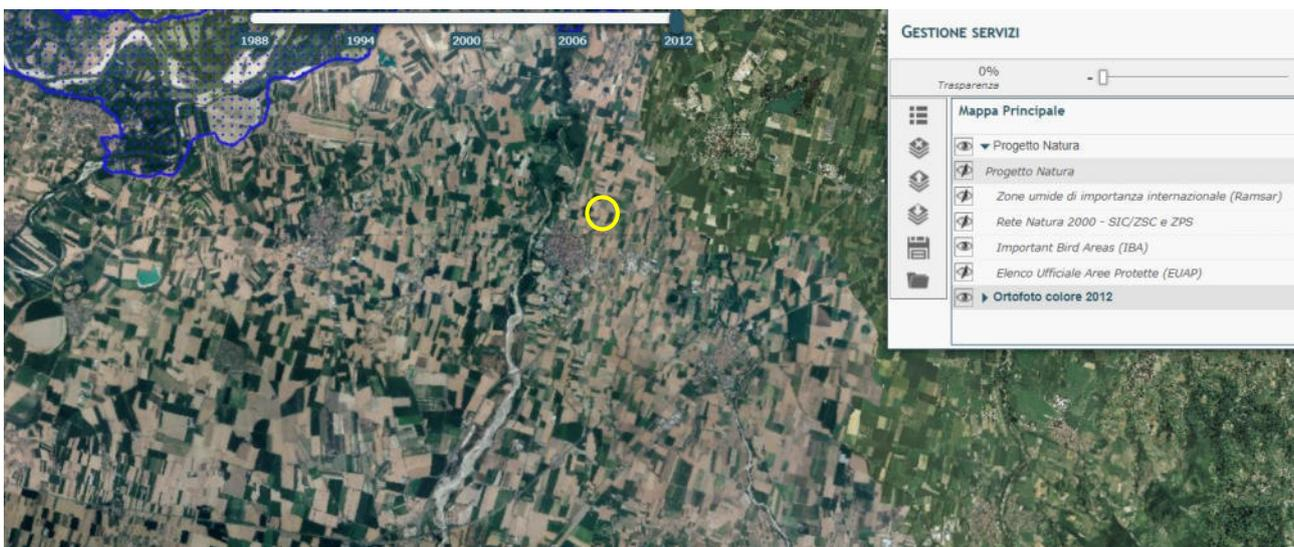 1988 1994 2000 2006 2012
GESTIONE SERVIZI
0%
Trasparenza
-
Mappa Principale
Progetto Natura
Progetto Natura
Zone umide di importanza internazionale (Ramsar)
Rete Natura 2000 - SIC/ZSC e ZPS
Important Bird Areas (IBA)
Elenco Ufficiale Aree Protette (EUAP)
Ortofoto colore 2012